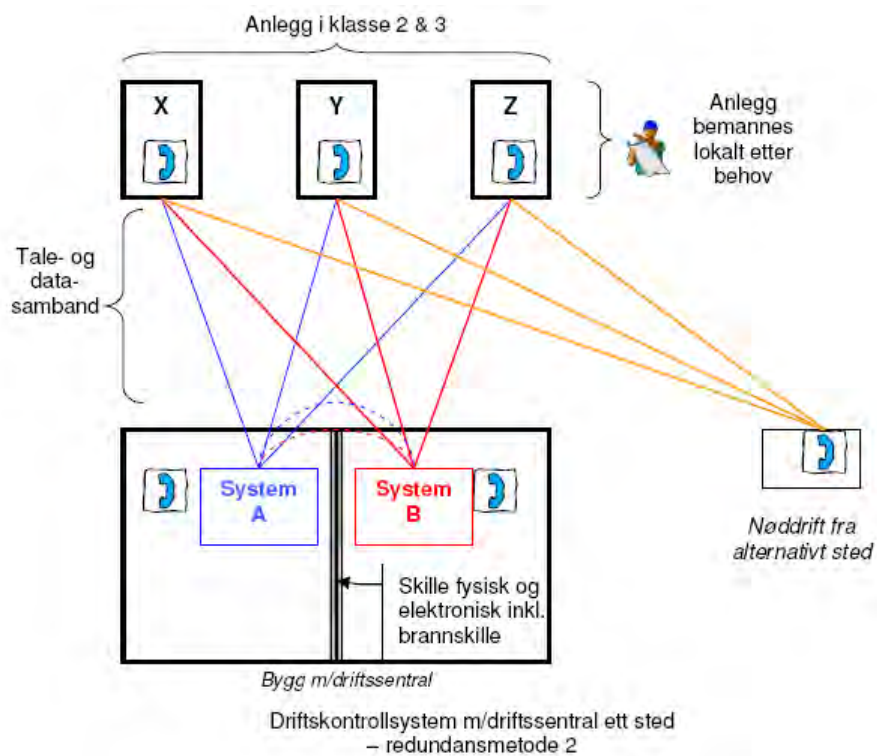 Anlegg i klasse 2 & 3
X
Y
Z
Anlegg
bemannes
lokalt etter
behov
Tale- og
data-
samband
System
A
System
B
Nøddrift fra
alternativt sted
Skille fysisk og
elektronisk inkl.
brannskille
Bygg m/driftssentral
Driftskontrollsystem m/driftssentral ett sted
– redundansmetode 2